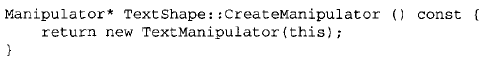 Manipulator* TextShape::CreateManipulator () const {
    return new TextManipulator(this);
}